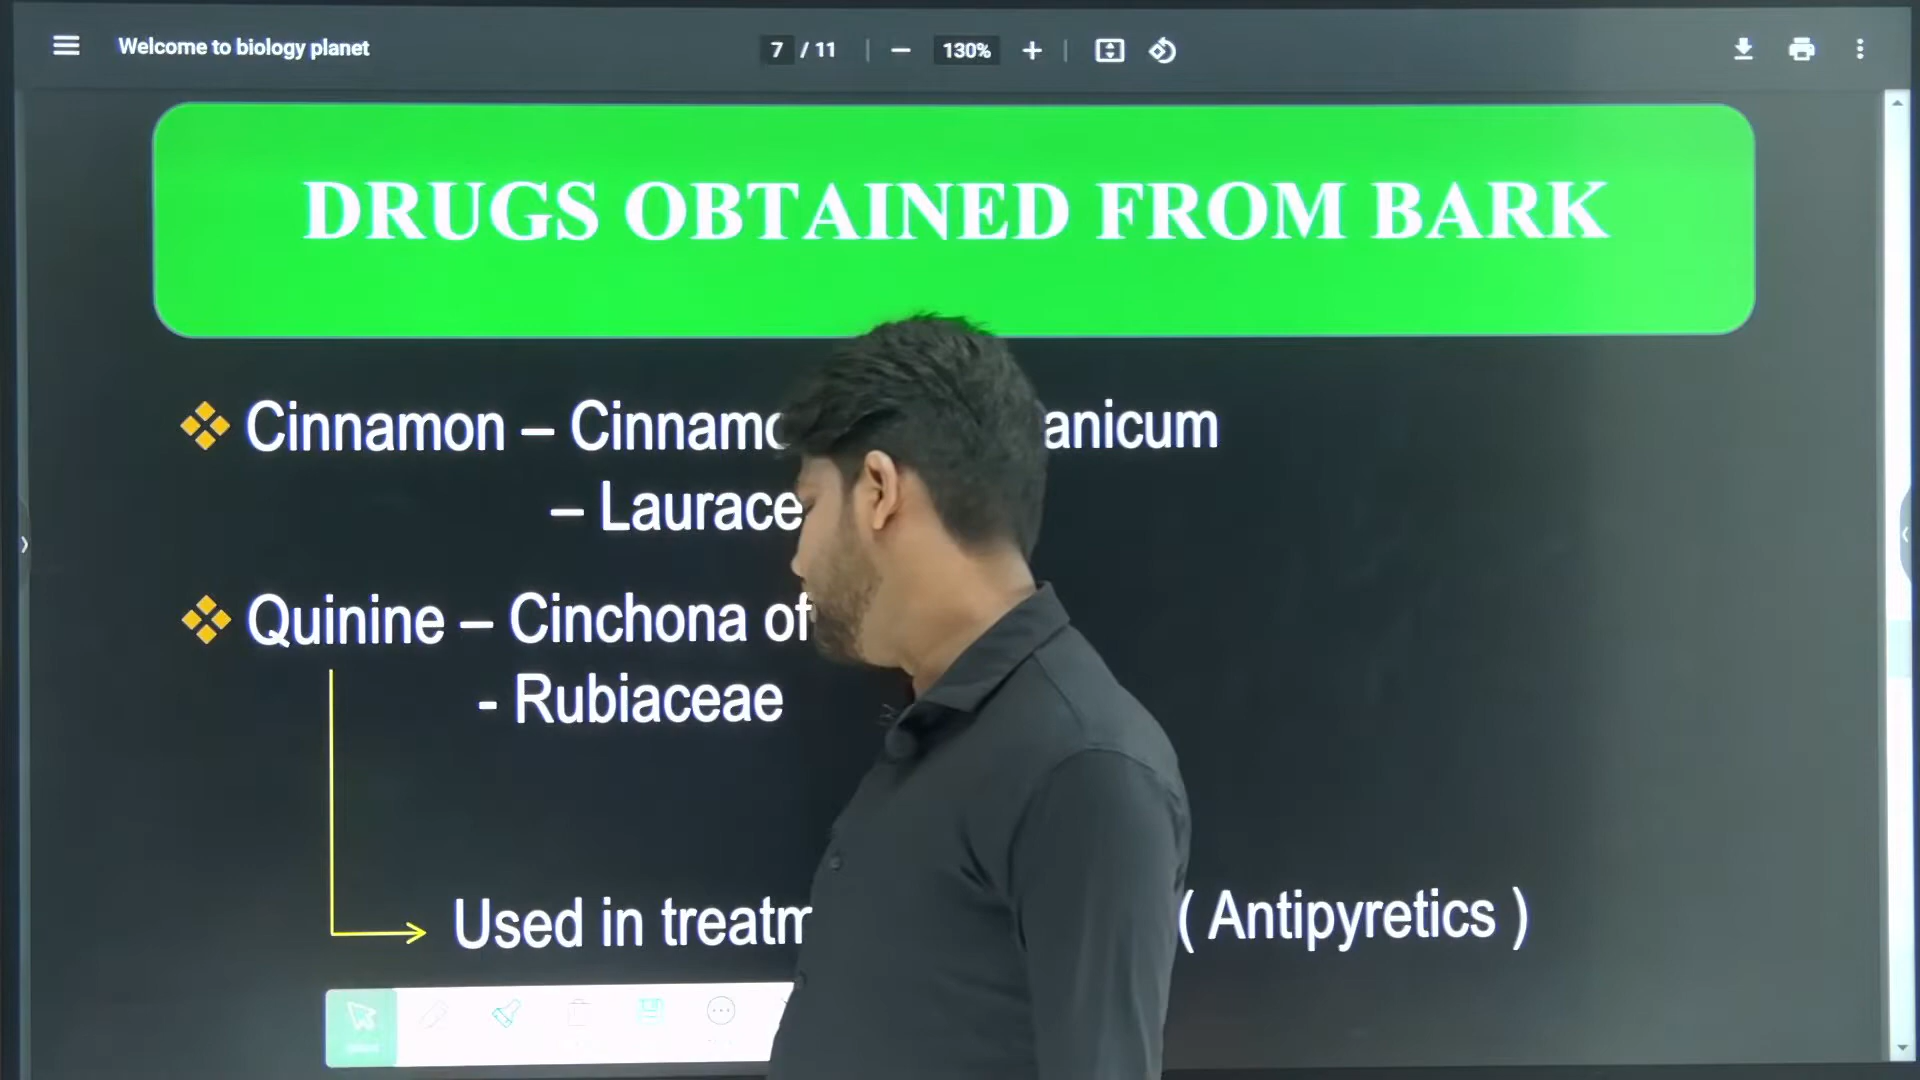 Welcome to biology planet
7 / 11
130%
DRUGS OBTAINED FROM BARK
Cinnamon – Cinnamo anicum
– Laurace
Quinine – Cinchona of
- Rubiaceae
Used in treatm ( Antipyretics )